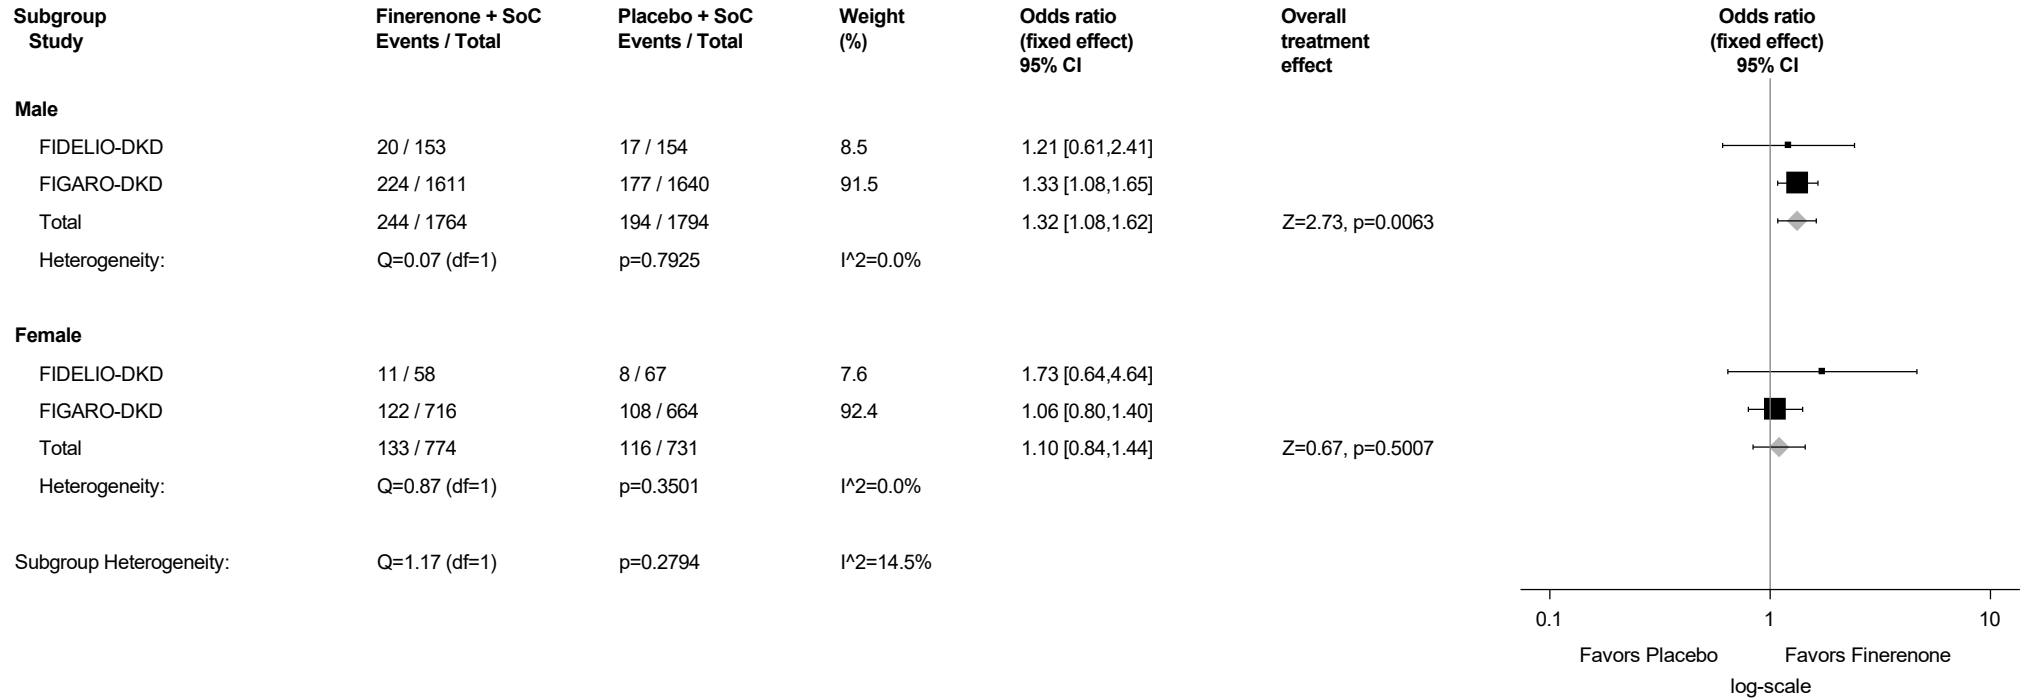 Subgroup Finerenone + SoC Placebo + SoC Weight Odds ratio Overall Odds ratio
Study Events / Total Events / Total (%) (fixed effect) treatment (fixed effect)
95% CI effect 95% CI
Male
FIDELIO-DKD 20 / 153 17 / 154 8.5 1.21 [0.61,2.41]
FIGARO-DKD 224 / 1611 177 / 1640 91.5 1.33 [1.08,1.65]
Total 244 / 1764 194 / 1794 1.32 [1.08,1.62] Z=2.73, p=0.0063
Heterogeneity: Q=0.07 (df=1) p=0.7925 I^2=0.0%
Female
FIDELIO-DKD 11 / 58 8 / 67 7.6 1.73 [0.64,4.64]
FIGARO-DKD 122 / 716 108 / 664 92.4 1.06 [0.80,1.40]
Total 133 / 774 116 / 731 1.10 [0.84,1.44] Z=0.67, p=0.5007
Heterogeneity: Q=0.87 (df=1) p=0.3501 I^2=0.0%
Subgroup Heterogeneity: Q=1.17 (df=1) p=0.2794 I^2=14.5%
0.1 1 10
Favors Placebo Favors Finerenone
log-scale